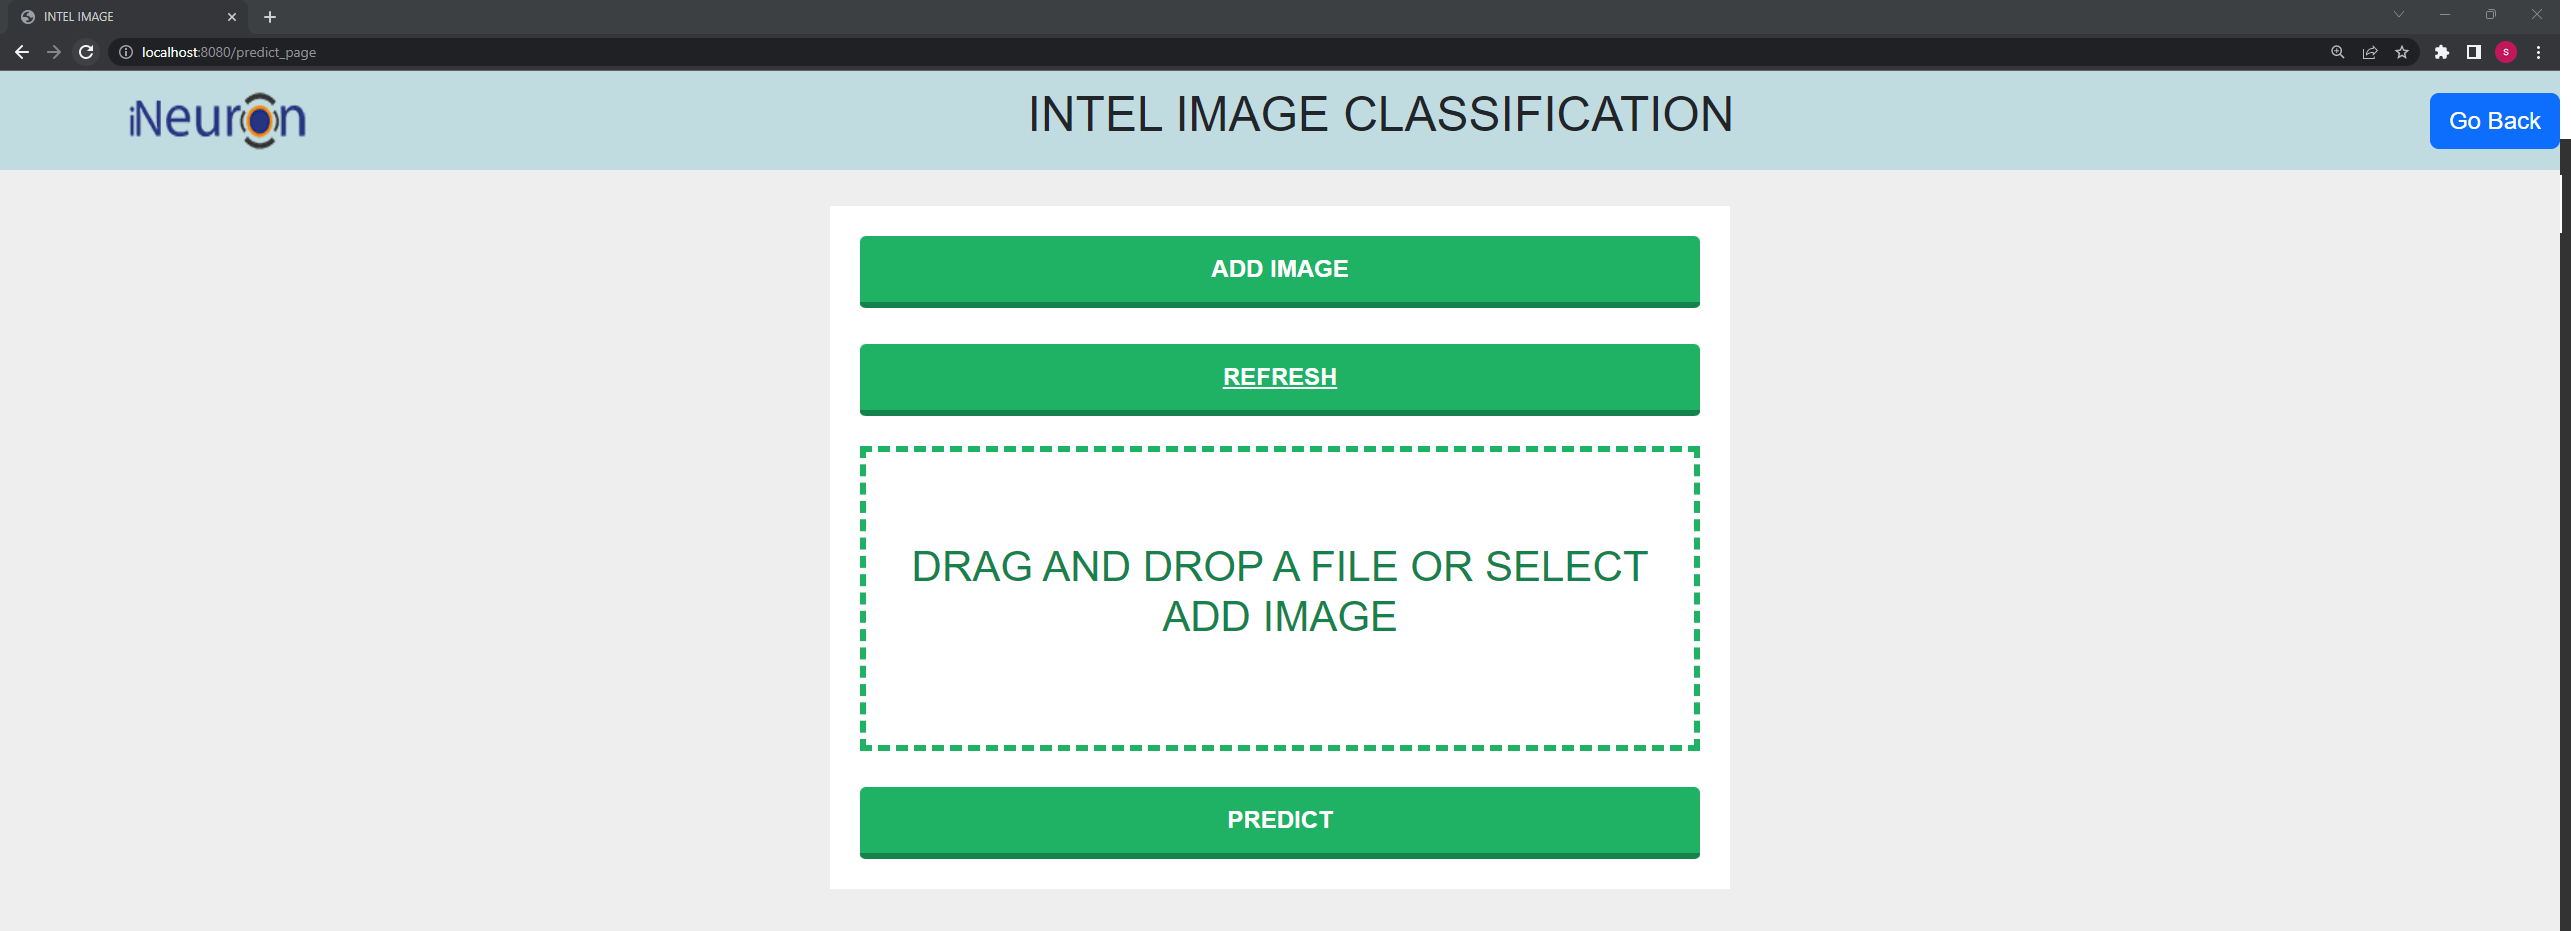 INTEL IMAGE
localhost:8080/predict_page
S
iNeuron
INTEL IMAGE CLASSIFICATION
Go Back
ADD IMAGE
REFRESH
DRAG AND DROP A FILE OR SELECT
ADD IMAGE
PREDICT